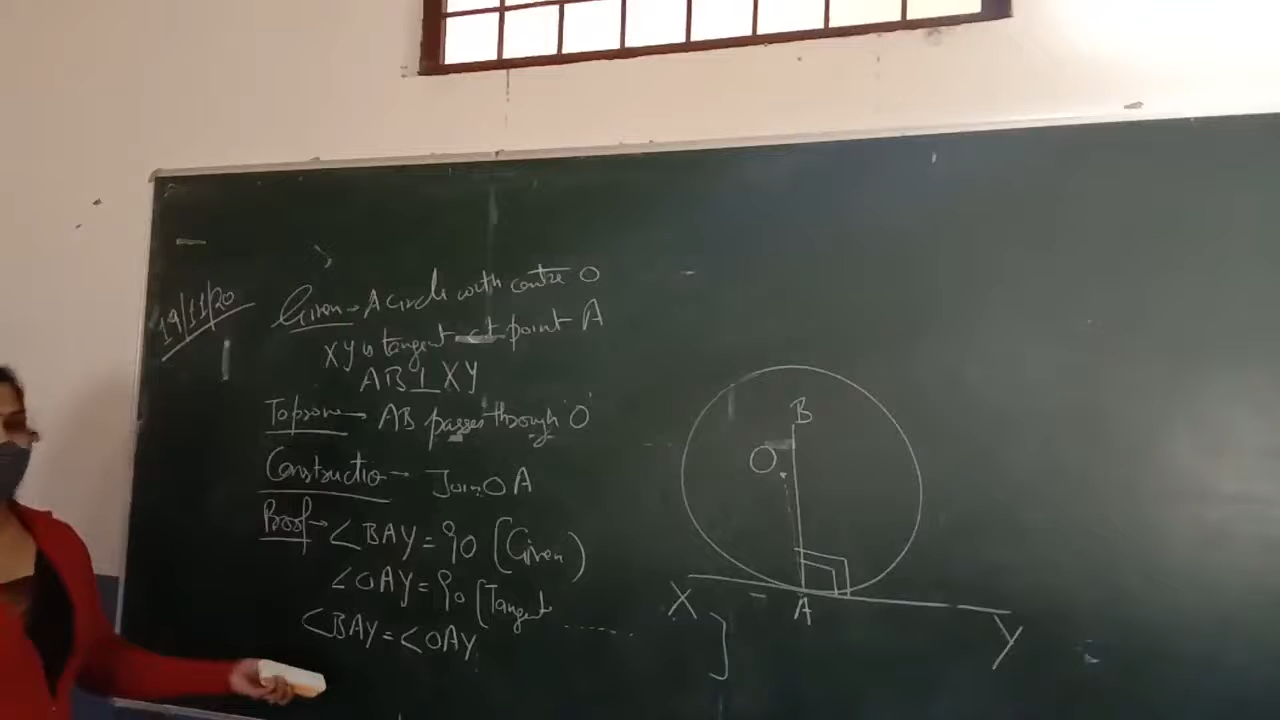 19/11/20
Given → A circle with centre O
XY is tangent at point A
AB ⊥ XY
To prove → AB passes through 'O'
Construction - Join OA
Proof → ∠BAY = 90 (Given)
∠OAY = 90 (Tangent ......
∠BAY = ∠OAY
B
O
X
A
Y